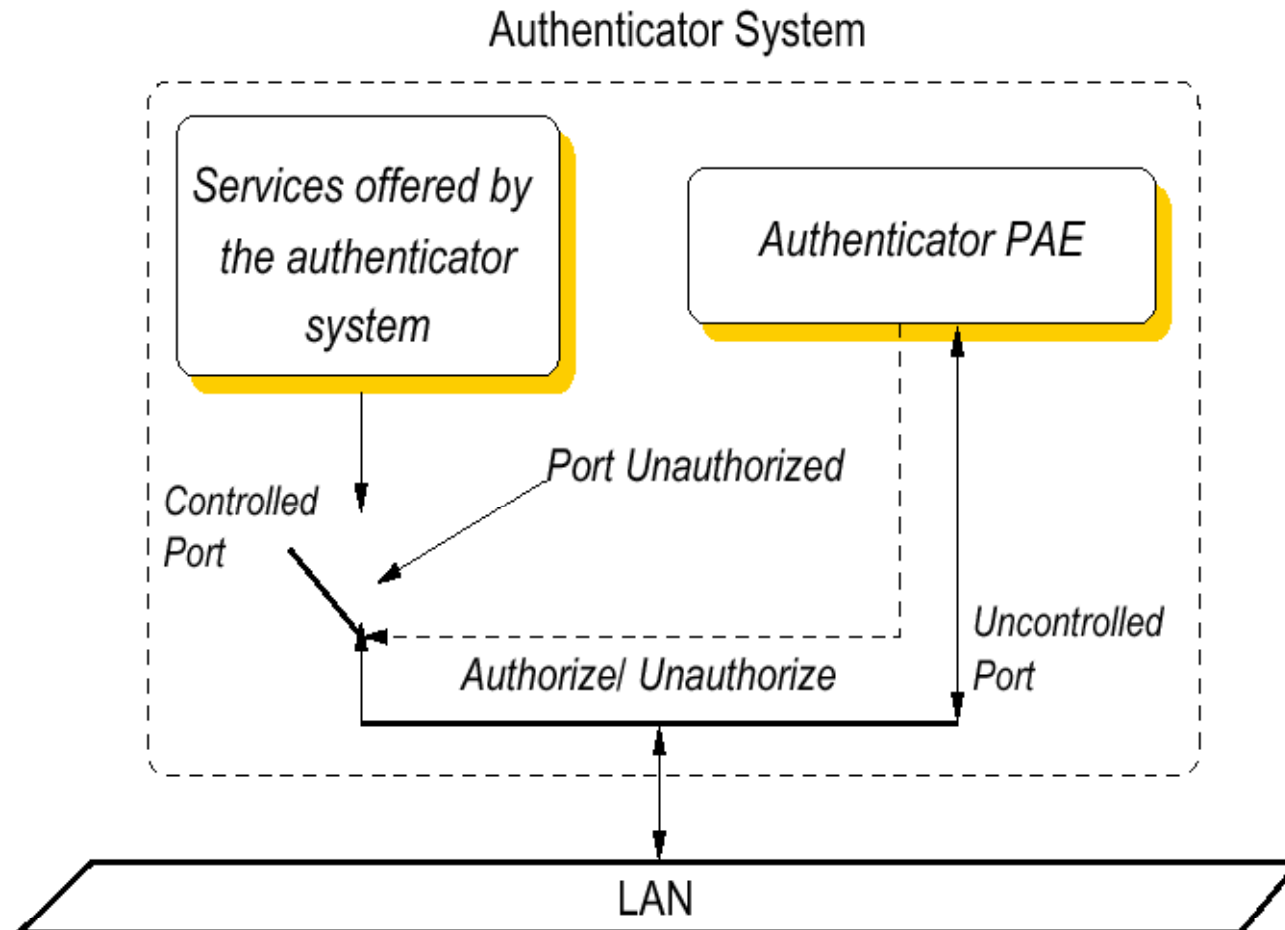 Authenticator System
Services offered by
the authenticator
system
Authenticator PAE
Port Unauthorized
Controlled
Port
Uncontrolled
Port
Authorize/ Unauthorize
LAN